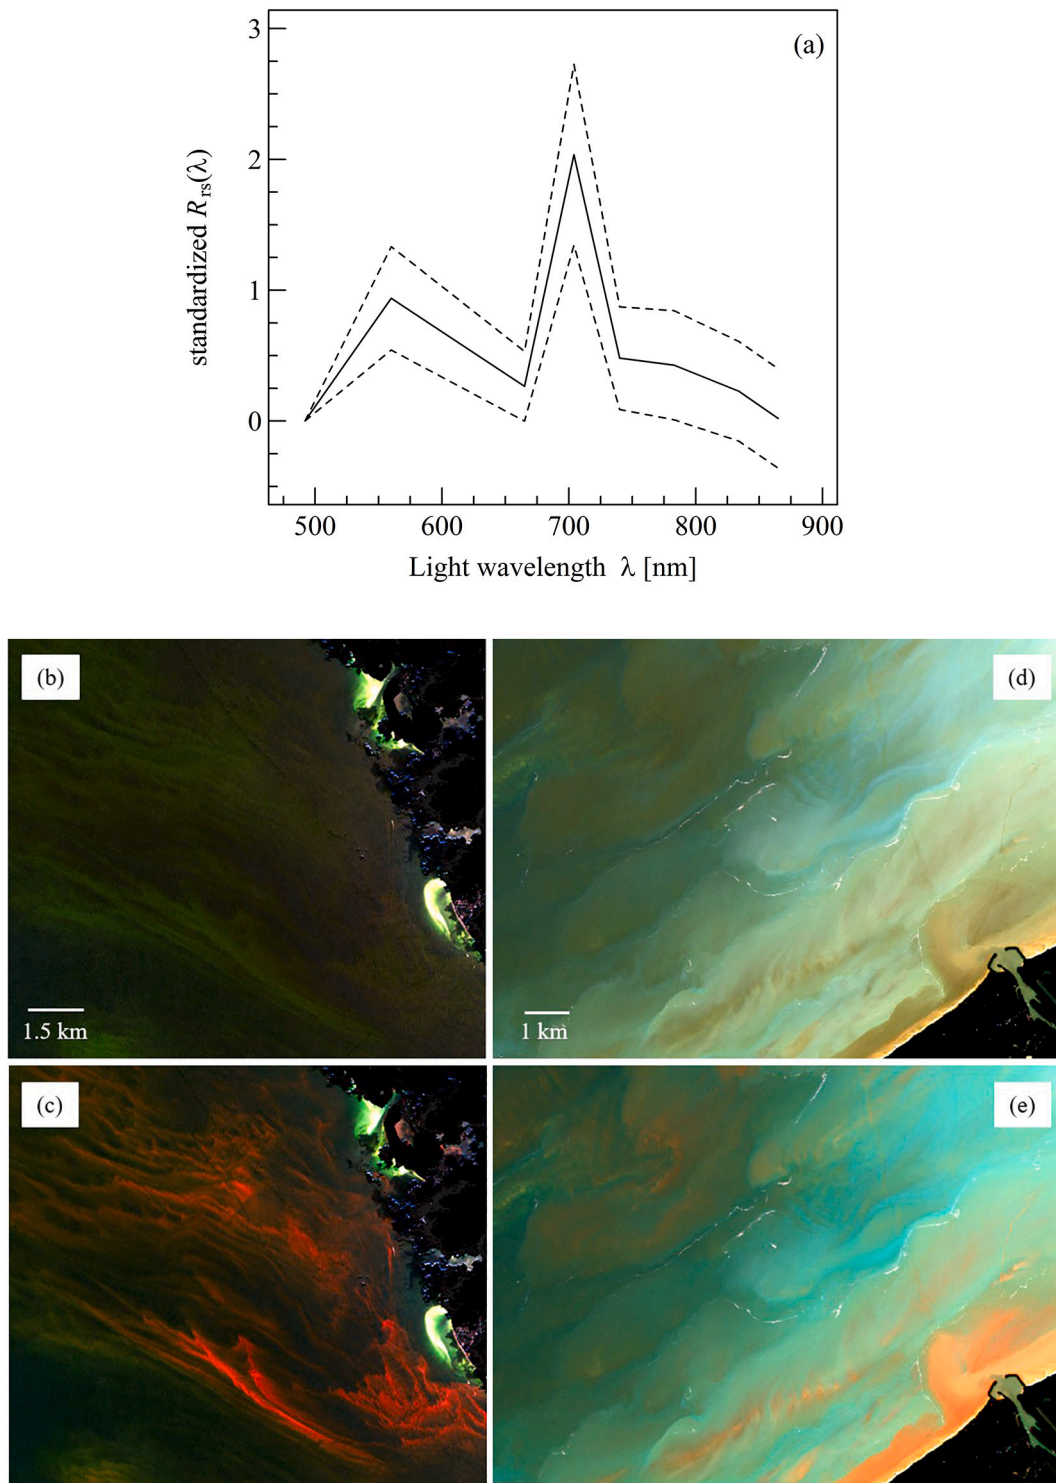 (a)
3
2
1
0
standardized Rrs(λ)
500 600 700 800 900
Light wavelength λ [nm]
(b)
1.5 km
(d)
1 km
(c)
(e)